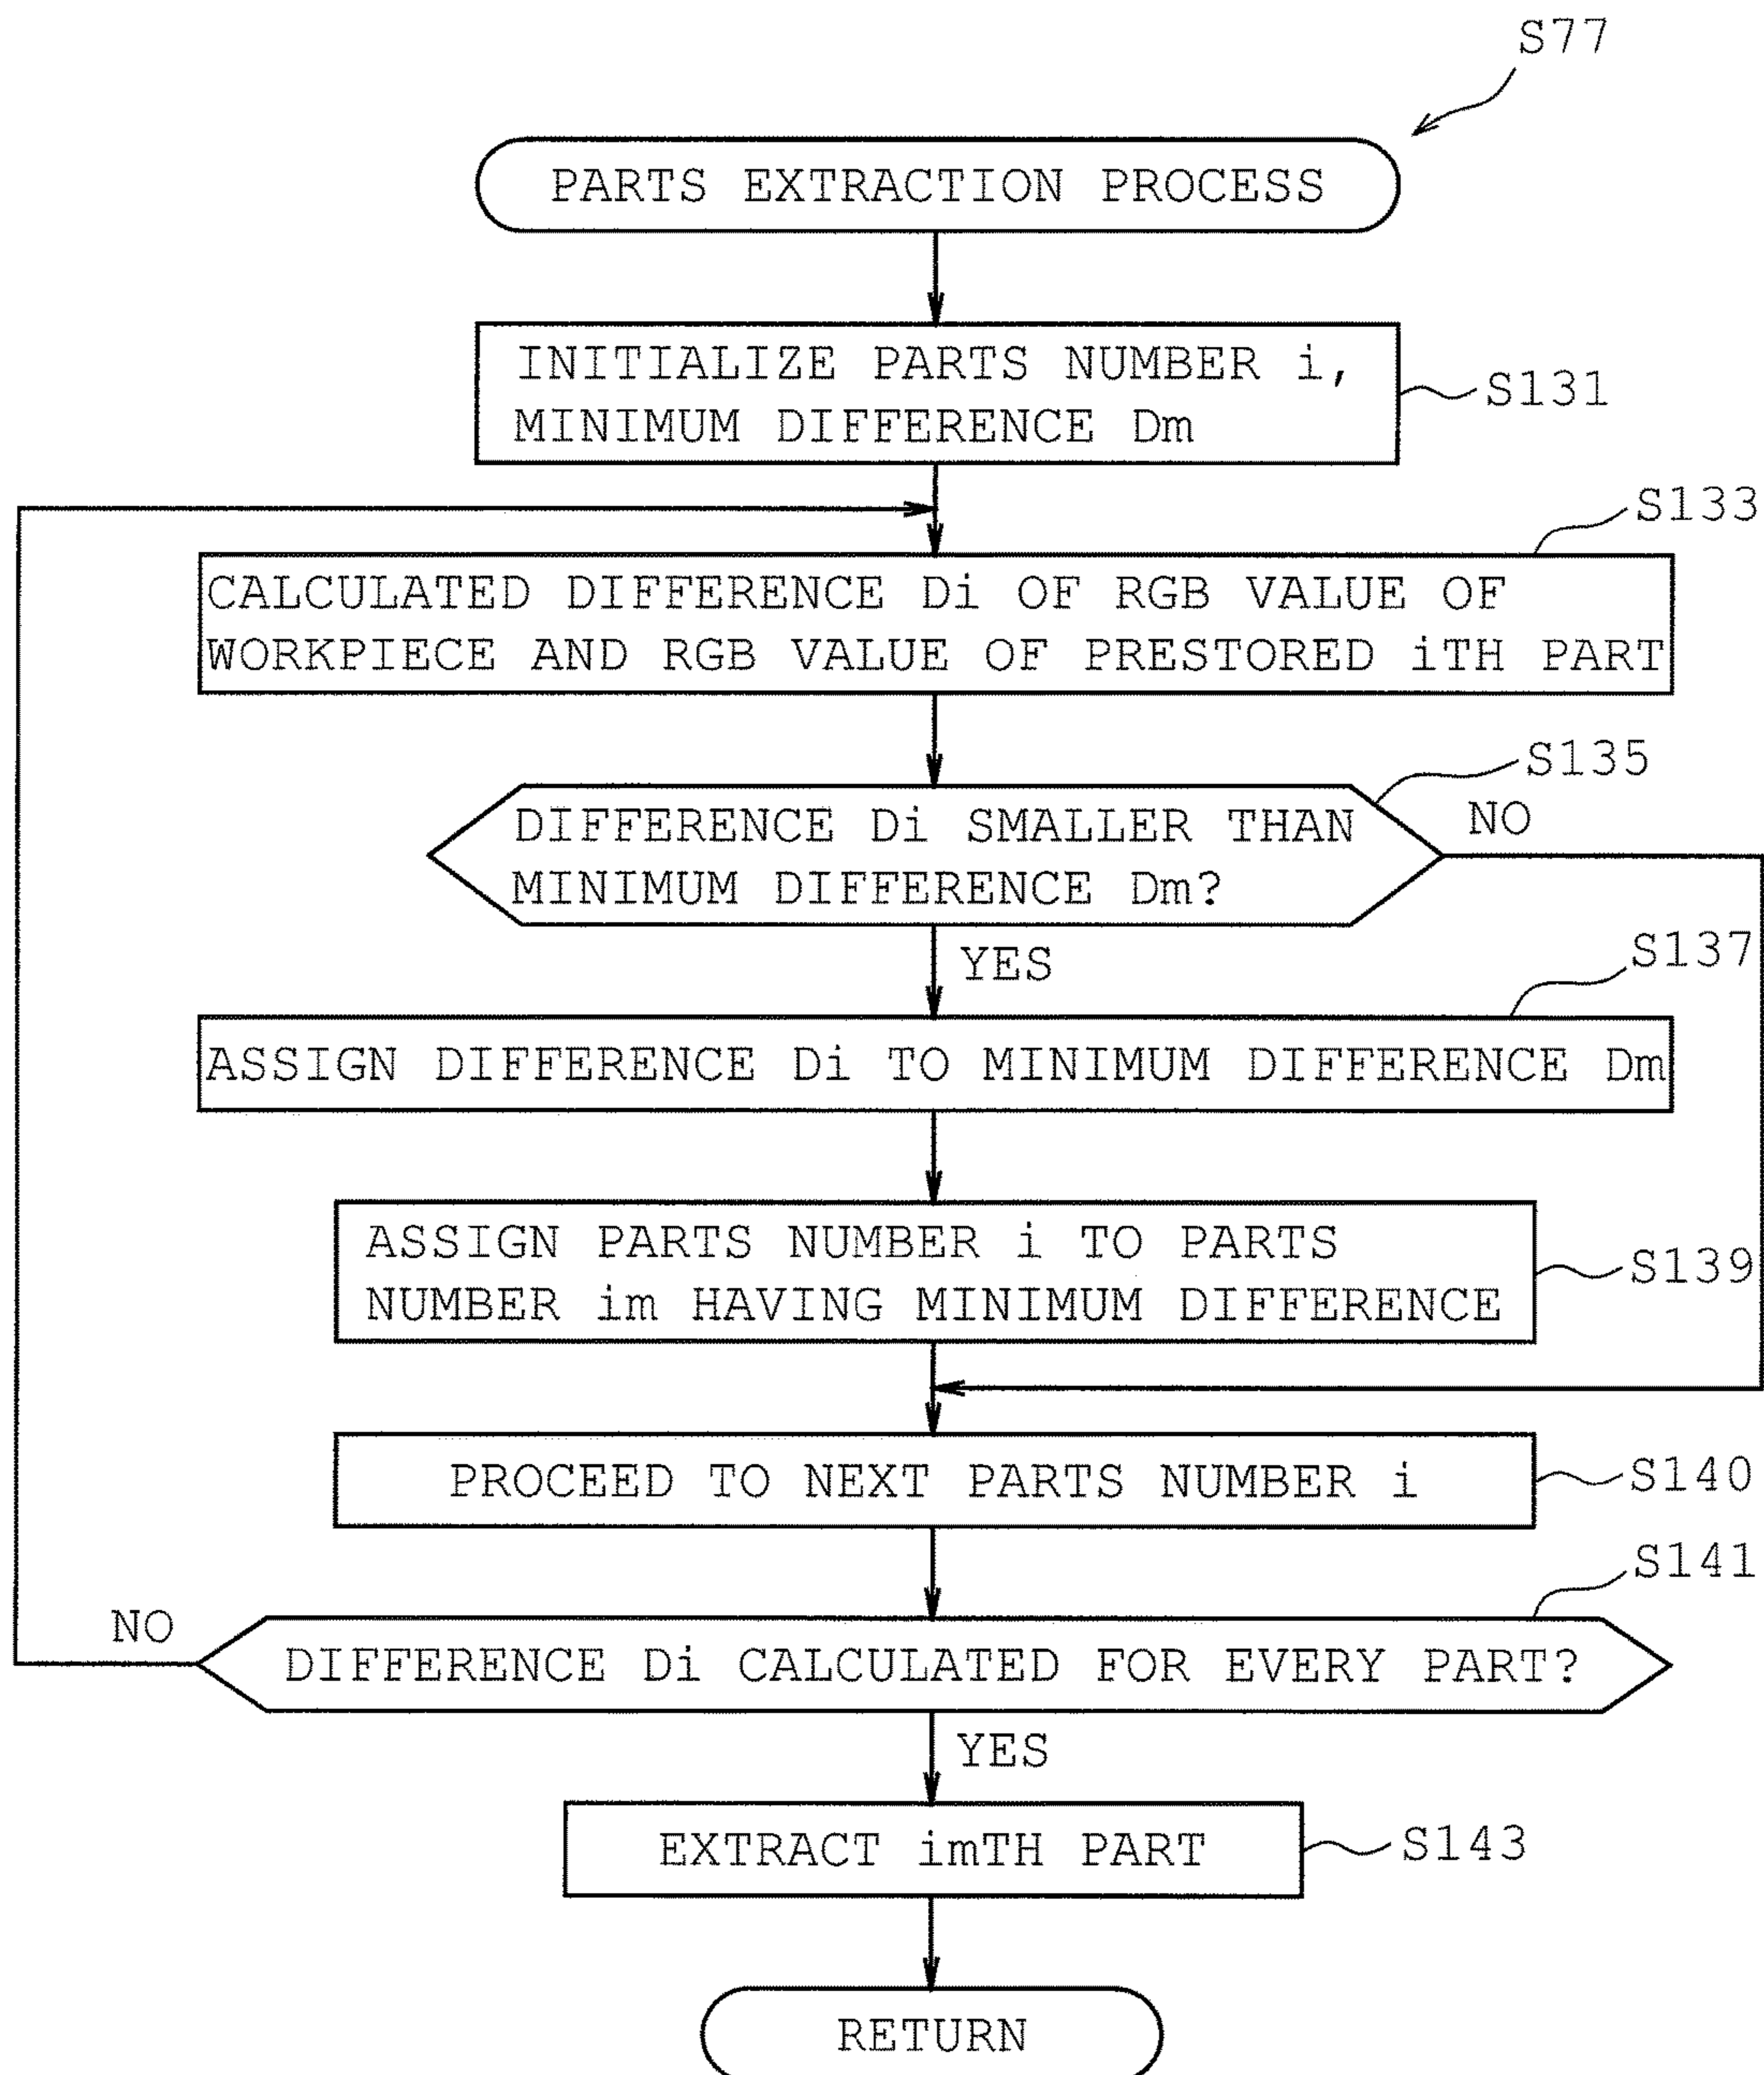 S77
PARTS EXTRACTION PROCESS
INITIALIZE PARTS NUMBER i,
MINIMUM DIFFERENCE Dm
S131
S133
CALCULATED DIFFERENCE Di OF RGB VALUE OF
WORKPIECE AND RGB VALUE OF PRESTORED iTH PART
S135
DIFFERENCE Di SMALLER THAN
MINIMUM DIFFERENCE Dm?
NO
YES
S137
ASSIGN DIFFERENCE Di TO MINIMUM DIFFERENCE Dm
ASSIGN PARTS NUMBER i TO PARTS
NUMBER im HAVING MINIMUM DIFFERENCE
S139
PROCEED TO NEXT PARTS NUMBER i
S140
S141
NO
DIFFERENCE Di CALCULATED FOR EVERY PART?
YES
EXTRACT imTH PART
S143
RETURN